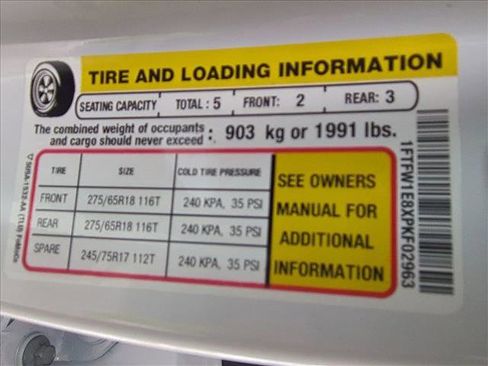 TIRE AND LOADING INFORMATION
SEATING CAPACITY TOTAL : 5 FRONT: 2 REAR: 3
The combined weight of occupants and cargo should never exceed : 903 kg or 1991 lbs.
TIRE SIZE COLD TIRE PRESSURE
FRONT 275/65R18 116T 240 KPA, 35 PSI
REAR 275/65R18 116T 240 KPA, 35 PSI
SPARE 245/75R17 112T 240 KPA, 35 PSI
SEE OWNERS
MANUAL FOR
ADDITIONAL
INFORMATION
1FTFW1E8XPKF02963